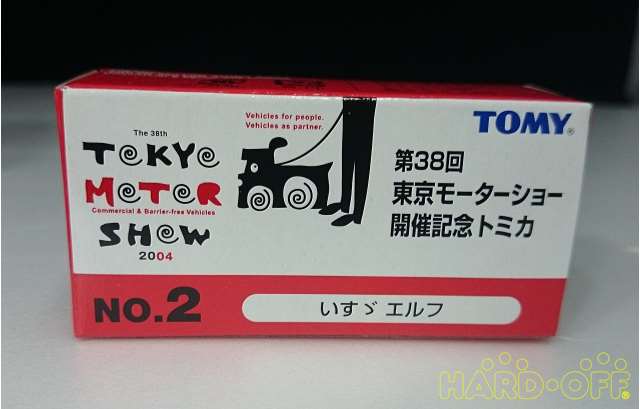 The 38th
TOKYO
MOTOR
Commercial & Barrier-free Vehicles
SHOW
2004
Vehicles for people.
Vehicles as partner.
TOMY®
第38回
東京モーターショー
開催記念トミカ
NO.2
いすゞ エルフ
HARD-OFF